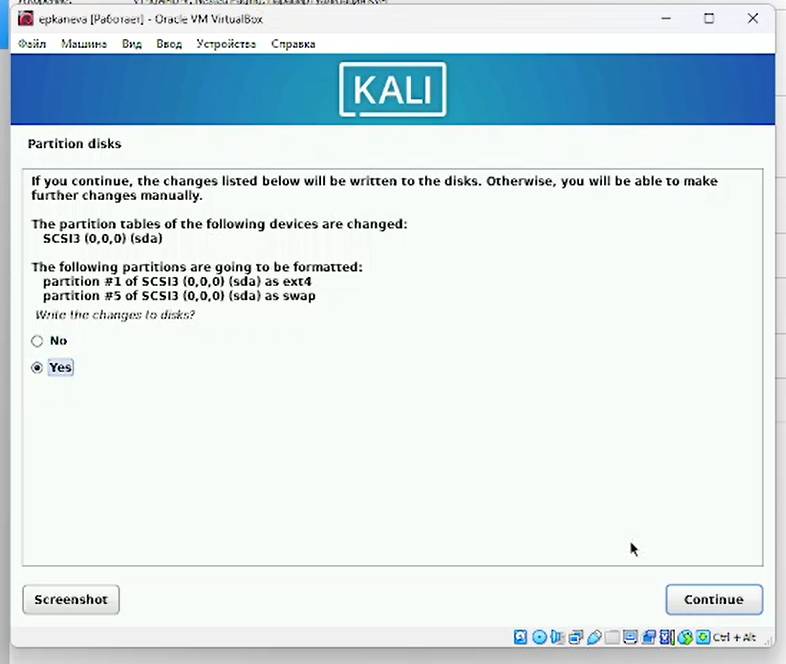 epkaneva [Работает] - Oracle VM VirtualBox
Файл Машина Вид Ввод Устройства Справка
KALI
Partition disks
If you continue, the changes listed below will be written to the disks. Otherwise, you will be able to make
further changes manually.
The partition tables of the following devices are changed:
SCSI3 (0,0,0) (sda)
The following partitions are going to be formatted:
partition #1 of SCSI3 (0,0,0) (sda) as ext4
partition #5 of SCSI3 (0,0,0) (sda) as swap
Write the changes to disks?
No
Yes
Screenshot Continue
Ctrl + Alt